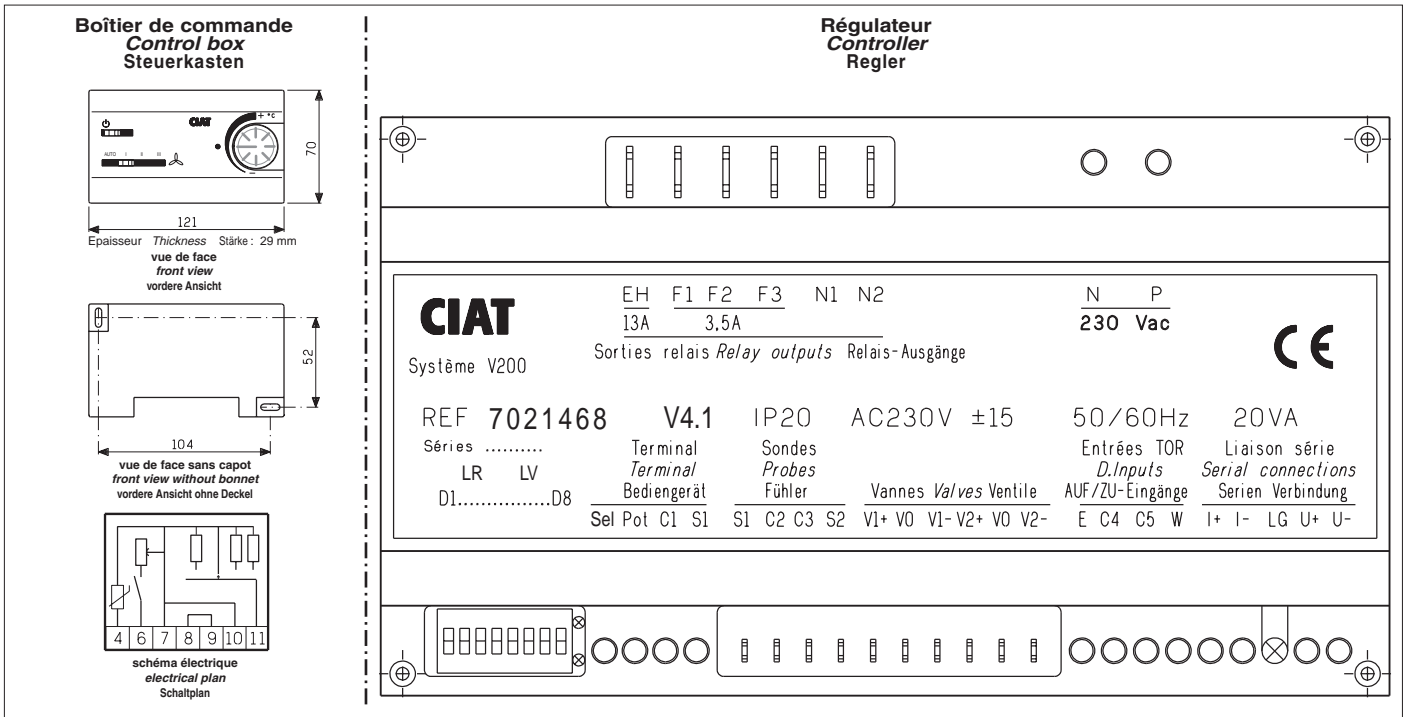 Boîtier de commande
Control box
Steuerkasten
CIAT
+ °C
-
AUTO I II III
70
121
Epaisseur Thickness Stärke : 29 mm
vue de face
front view
vordere Ansicht
52
104
vue de face sans capot
front view without bonnet
vordere Ansicht ohne Deckel
4 6 7 8 9 10 11
schéma électrique
electrical plan
Schaltplan
Régulateur
Controller
Regler
CIAT
Système V200
EH F1 F2 F3 N1 N2
13A 3,5A
Sorties relais Relay outputs Relais-Ausgänge
N P
230 Vac
CE
REF 7021468 V4.1 IP20 AC230V ±15 50/60Hz 20VA
Séries ..........
LR LV
D1................D8
Terminal
Terminal
Bediengerät
Sel Pot C1 S1
Sondes
Probes
Fühler
S1 C2 C3 S2
Vannes Valves Ventile
V1+ V0 V1- V2+ V0 V2-
Entrées TOR
D.Inputs
AUF/ZU-Eingänge
E C4 C5 W
Liaison série
Serial connections
Serien Verbindung
I+ I- LG U+ U-